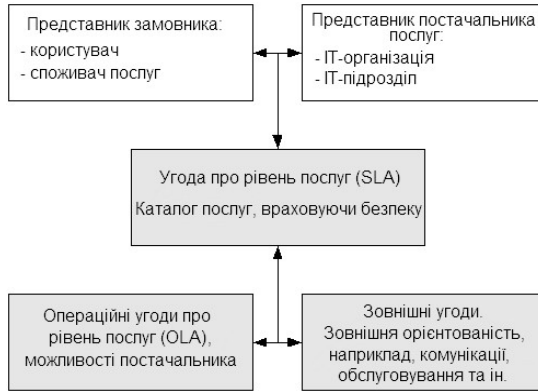 Представник замовника:
- користувач
- споживач послуг
Представник постачальника
послуг:
- ІТ-організація
- ІТ-підрозділ
Угода про рівень послуг (SLA)
Каталог послуг, враховуючи безпеку
Операційні угоди про
рівень послуг (OLA),
можливості постачальника
Зовнішні угоди.
Зовнішня орієнтованість,
наприклад, комунікації,
обслуговування та ін.